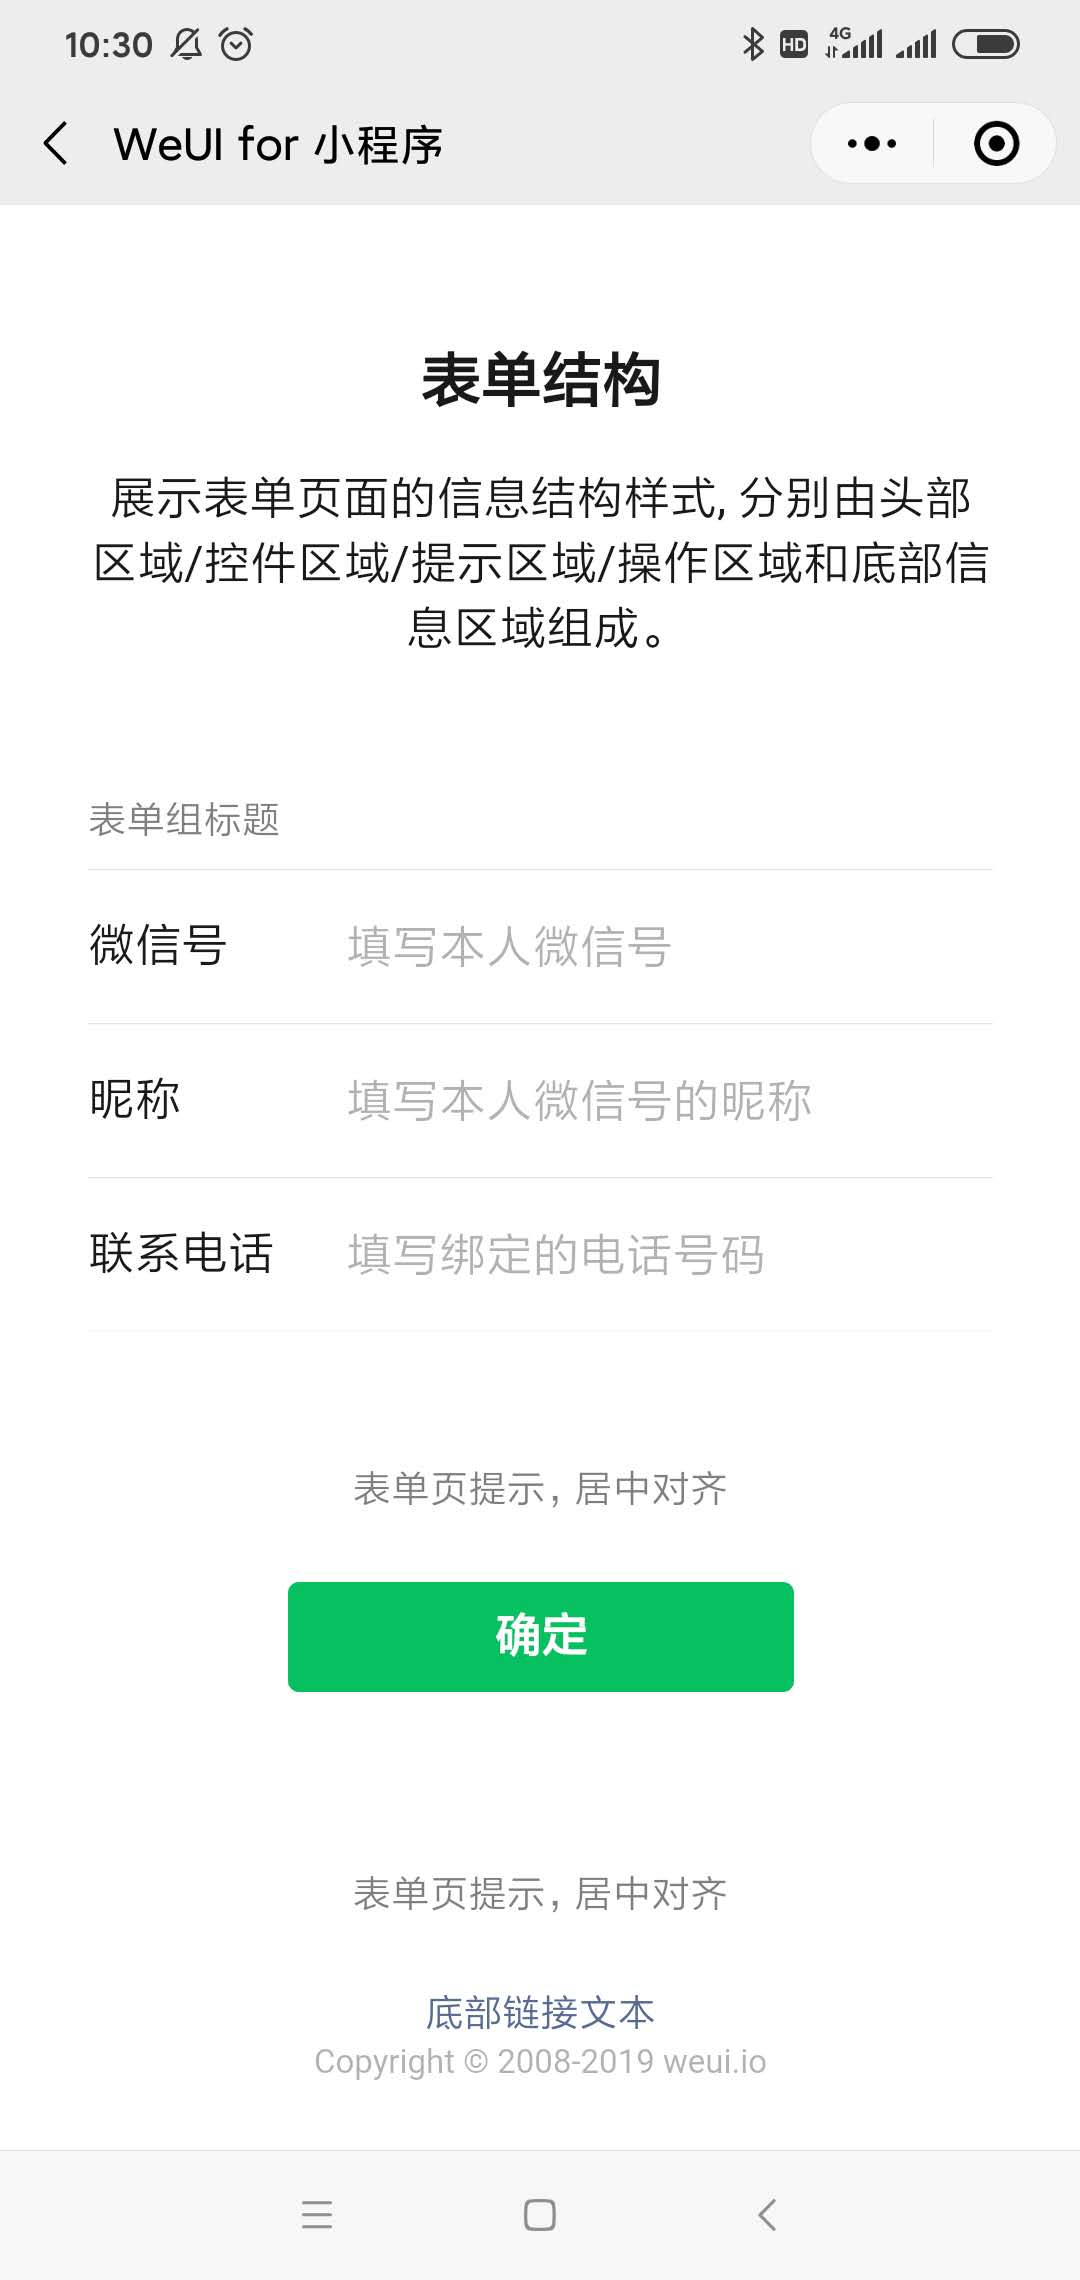 10:30
HD 4G
WeUI for 小程序
表单结构
展示表单页面的信息结构样式, 分别由头部
区域/控件区域/提示区域/操作区域和底部信
息区域组成。
表单组标题
微信号 填写本人微信号
昵称 填写本人微信号的昵称
联系电话 填写绑定的电话号码
表单页提示，居中对齐
确定
表单页提示，居中对齐
底部链接文本
Copyright © 2008-2019 weui.io